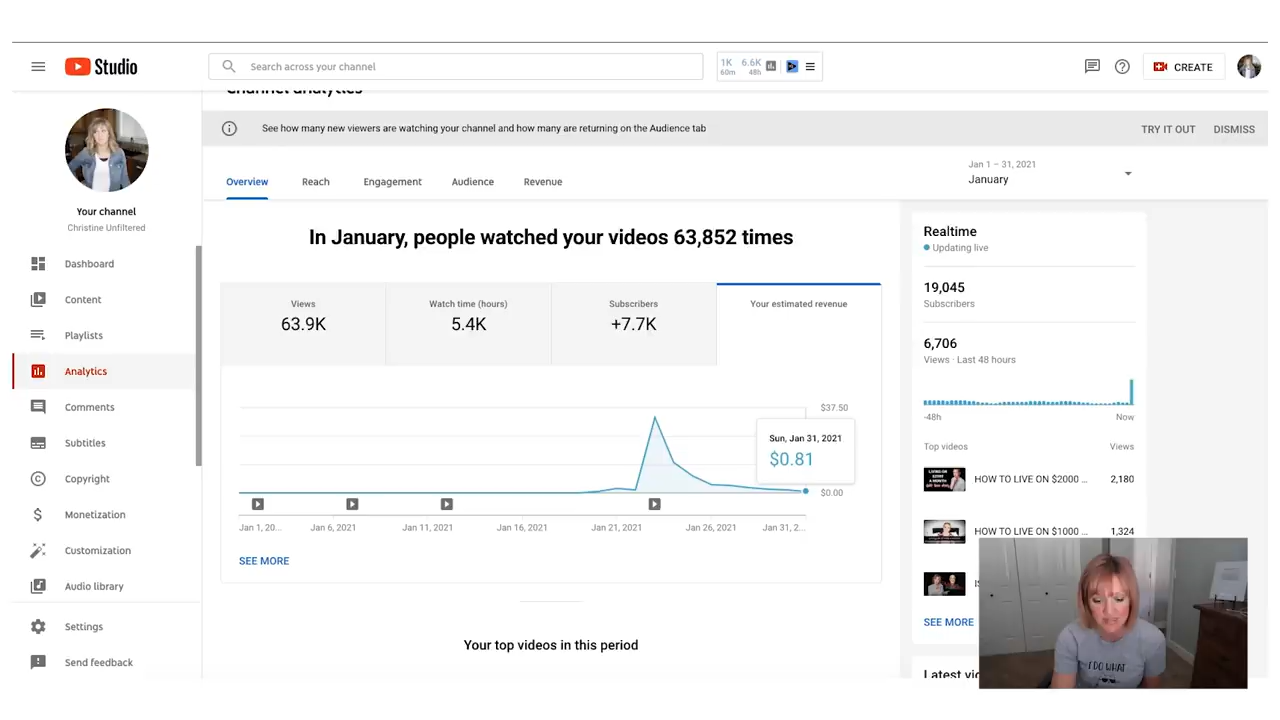 Studio
Search across your channel
1K 6.6K
60m 48h
CREATE
Channel analytics
See how many new viewers are watching your channel and how many are returning on the Audience tab
TRY IT OUT
DISMISS
Your channel
Christine Unfiltered
Dashboard
Content
Playlists
Analytics
Comments
Subtitles
Copyright
Monetization
Customization
Audio library
Settings
Send feedback
Overview
Reach
Engagement
Audience
Revenue
Jan 1 – 31, 2021
January
In January, people watched your videos 63,852 times
Views
63.9K
Watch time (hours)
5.4K
Subscribers
+7.7K
Your estimated revenue
$37.50
Sun, Jan 31, 2021
$0.81
$0.00
Jan 1, 20...
Jan 6, 2021
Jan 11, 2021
Jan 16, 2021
Jan 21, 2021
Jan 26, 2021
Jan 31, 2...
SEE MORE
Your top videos in this period
Realtime
Updating live
19,045
Subscribers
6,706
Views · Last 48 hours
-48h
Now
Top videos
Views
HOW TO LIVE ON $2000 ...
2,180
HOW TO LIVE ON $1000 ...
1,324
SEE MORE
Latest
I DO WHAT